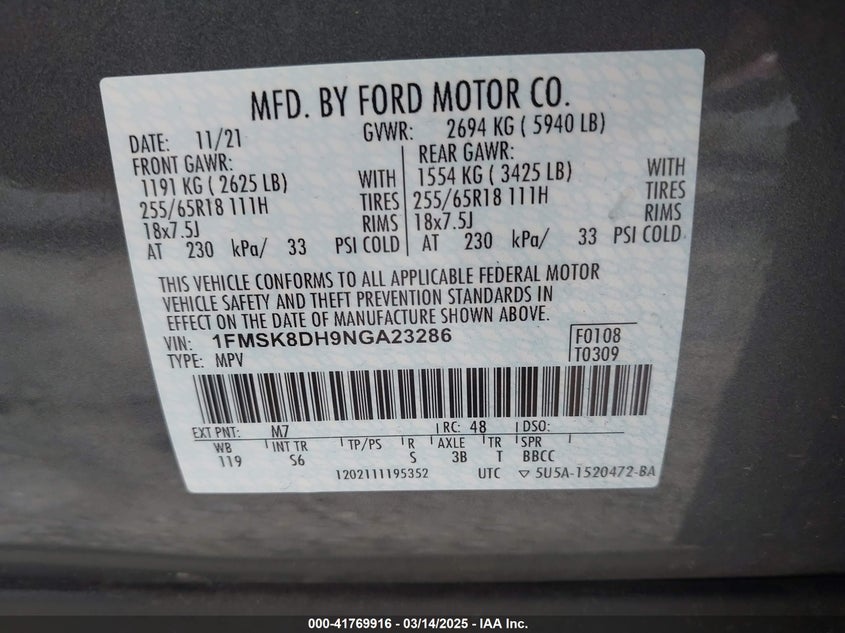 MFD. BY FORD MOTOR CO.
DATE: 11/21 GVWR: 2694 KG ( 5940 LB)
FRONT GAWR: REAR GAWR:
1191 KG ( 2625 LB) WITH 1554 KG ( 3425 LB) WITH
255/65R18 111H TIRES 255/65R18 111H TIRES
18x7.5J RIMS 18x7.5J RIMS
AT 230 kPa/ 33 PSI COLD AT 230 kPa/ 33 PSI COLD
THIS VEHICLE CONFORMS TO ALL APPLICABLE FEDERAL MOTOR
VEHICLE SAFETY AND THEFT PREVENTION STANDARDS IN
EFFECT ON THE DATE OF MANUFACTURE SHOWN ABOVE.
VIN: 1FMSK8DH9NGA23286 F0108
TYPE: MPV T0309
EXT PNT: M7 RC: 48 DSO:
WB INT TR TP/PS R AXLE TR SPR
119 S6 S 3B T BBCC
1202111195352 UTC ▽ 5U5A-1520472-BA
000-41769916 - 03/14/2025 - IAA Inc.